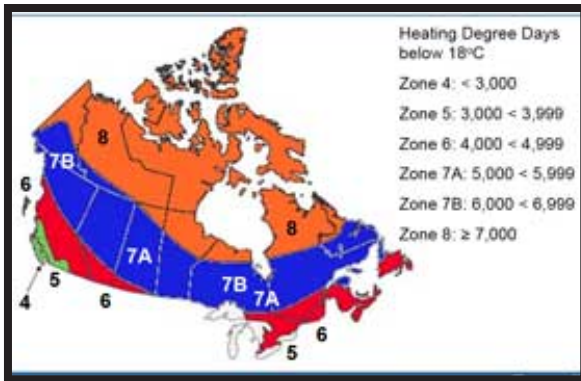 Heating Degree Days
below 18°C
Zone 4: < 3,000
Zone 5: 3,000 < 3,999
Zone 6: 4,000 < 4,999
Zone 7A: 5,000 < 5,999
Zone 7B: 6,000 < 6,999
Zone 8: ≥ 7,000
8
7B
6
8
7A
7B
7A
5
6
4
6
5